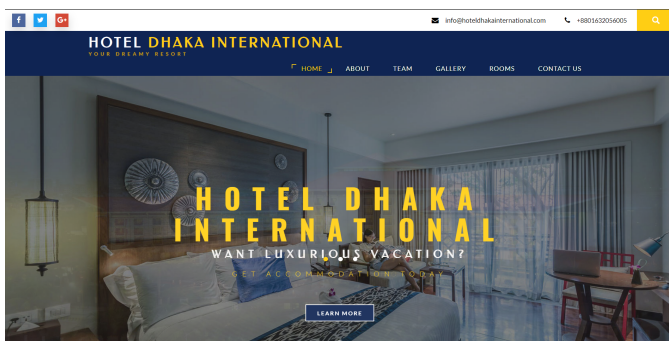 info@hoteldhakainternational.com +8801632056005
HOTEL DHAKA INTERNATIONAL
YOUR DREAMY RESORT
HOME ABOUT TEAM GALLERY ROOMS CONTACT US
HOTEL DHAKA
INTERNATIONAL
WANT LUXURIOUS VACATION?
GET ACCOMMODATION TODAY
LEARN MORE